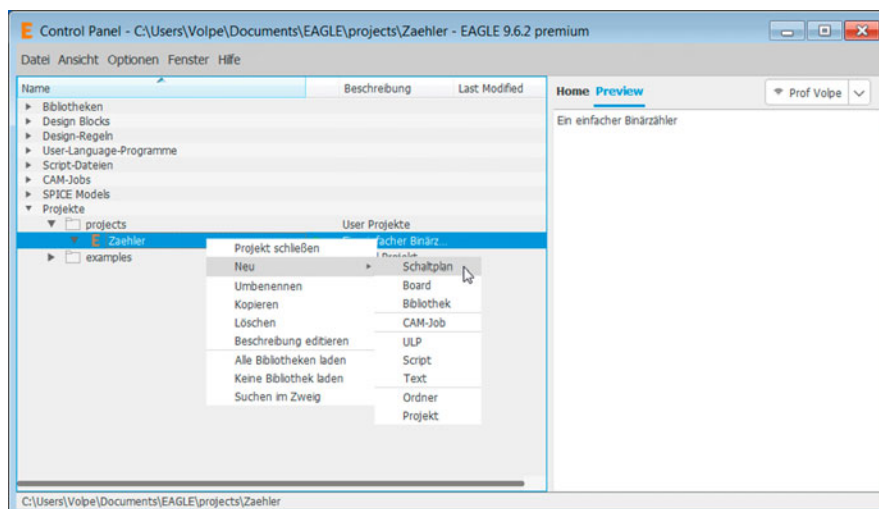 Control Panel - C:\Users\Volpe\Documents\EAGLE\projects\Zaehler - EAGLE 9.6.2 premium
Datei Ansicht Optionen Fenster Hilfe
Name Beschreibung Last Modified
Home Preview Prof Volpe
Bibliotheken
Design Blocks
Design-Regeln
User-Language-Programme
Script-Dateien
CAM-Jobs
SPICE Models
Projekte
projects User Projekte
Zaehler
examples
Ein einfacher Binärzähler
Projekt schließen
Neu
Umbenennen
Kopieren
Löschen
Beschreibung editieren
Alle Bibliotheken laden
Keine Bibliothek laden
Suchen im Zweig
Schaltplan
Board
Bibliothek
CAM-Job
ULP
Script
Text
Ordner
Projekt
C:\Users\Volpe\Documents\EAGLE\projects\Zaehler